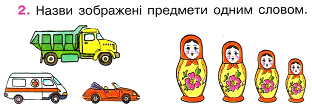 2. Назви зображені предмети одним словом.